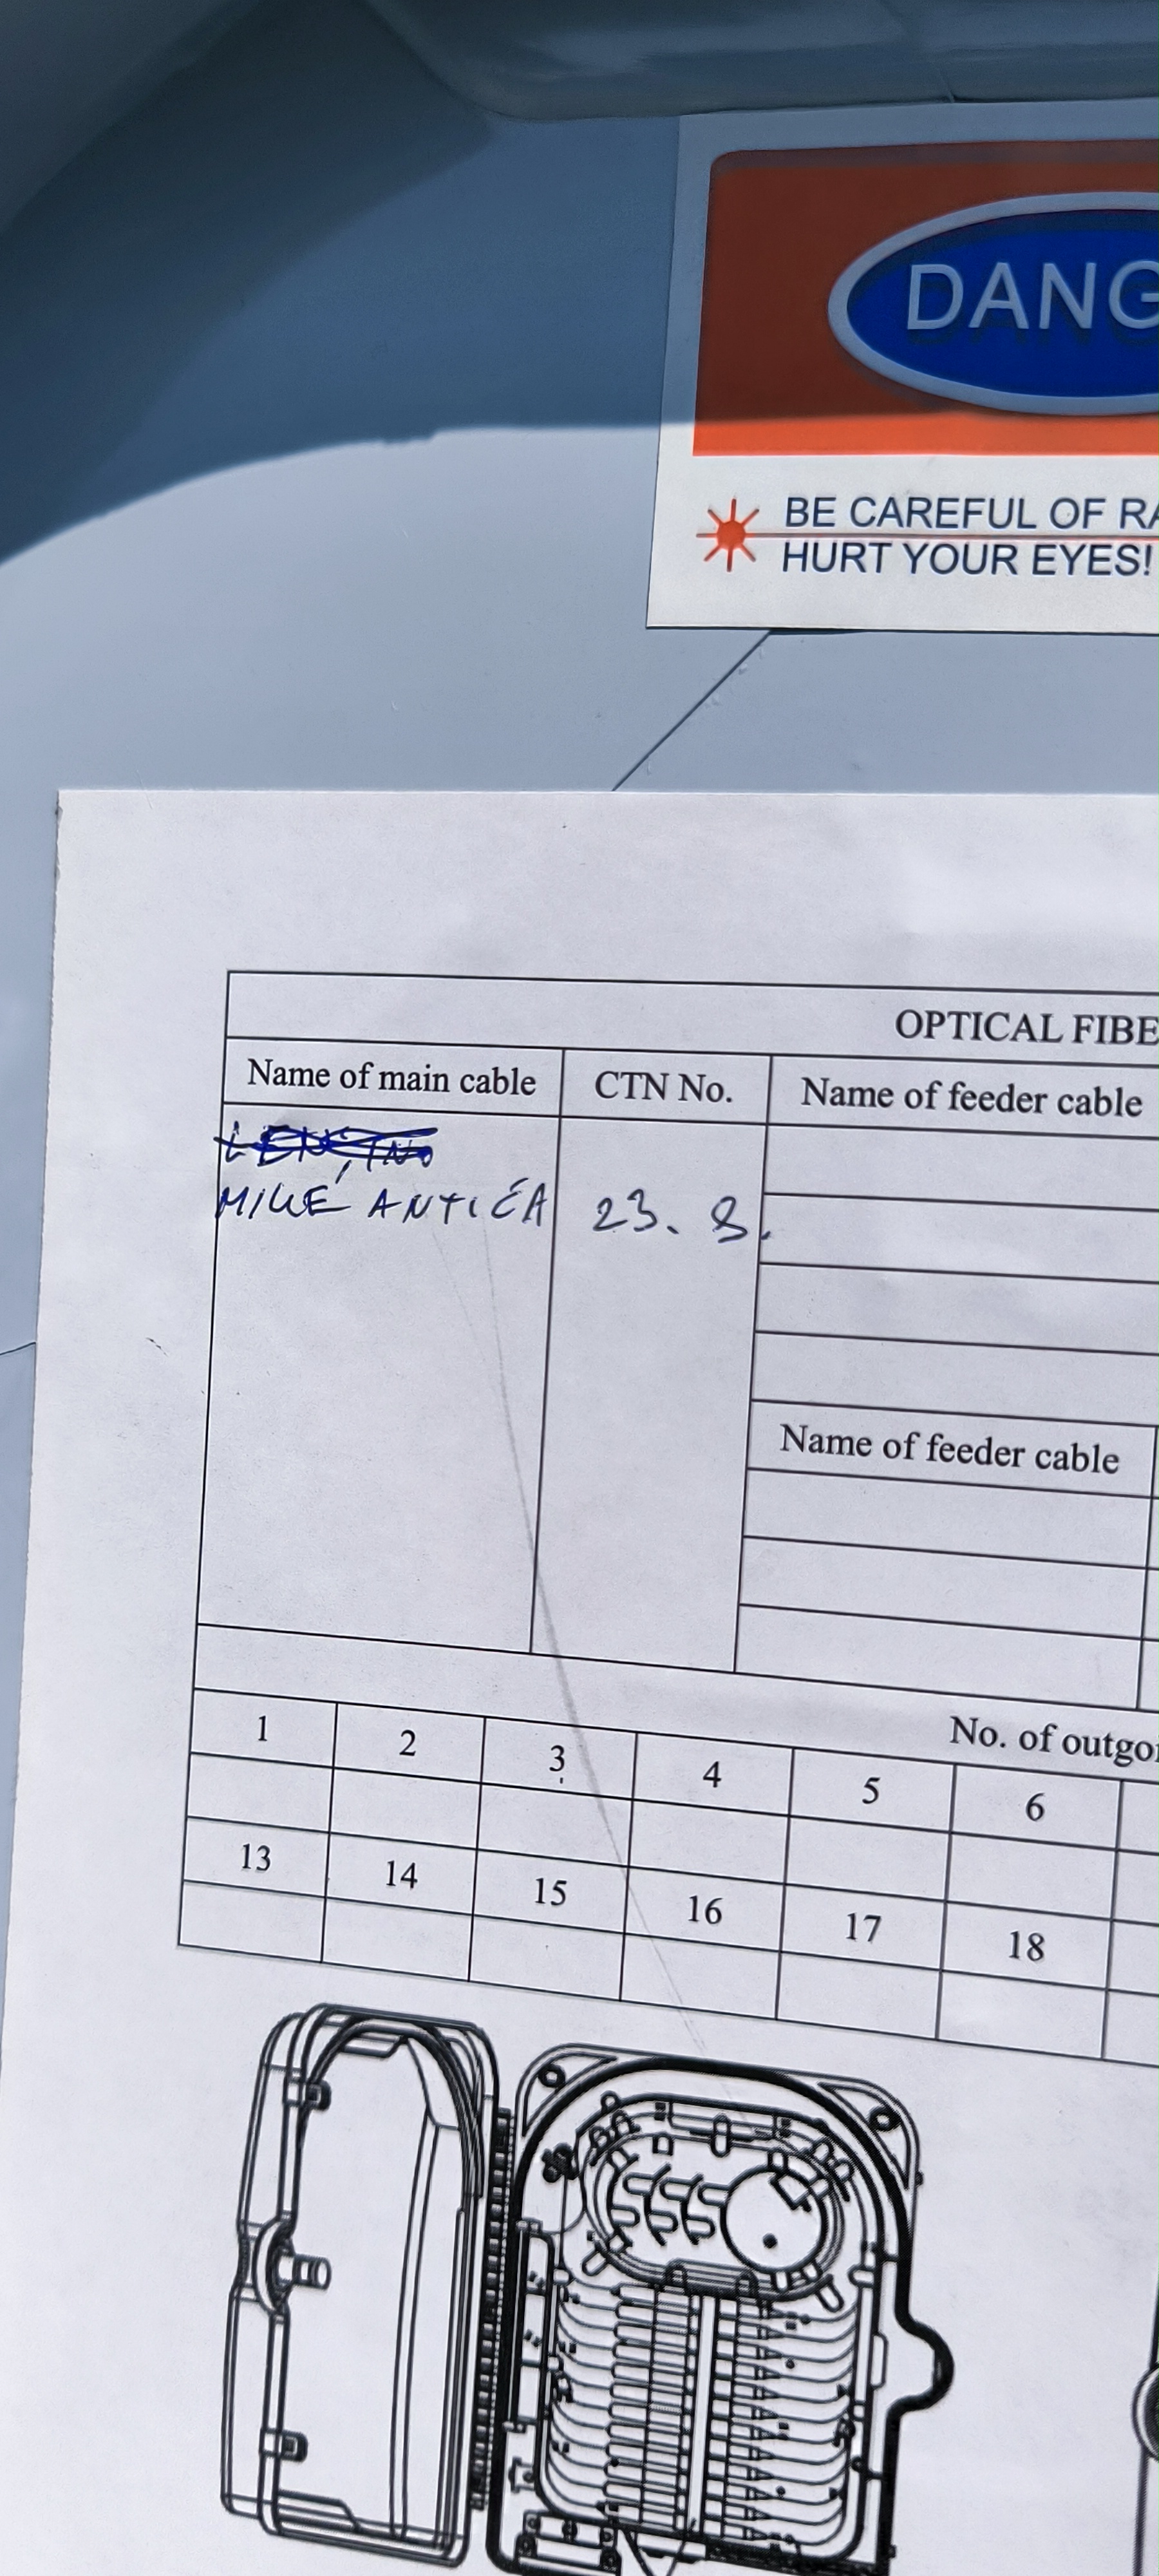 DANG
BE CAREFUL OF RA
HURT YOUR EYES!
OPTICAL FIBE
Name of main cable CTN No. Name of feeder cable
ANTIĆA 23. 8.
Name of feeder cable
No. of outgo
1 2 3 4 5 6
13 14 15 16 17 18